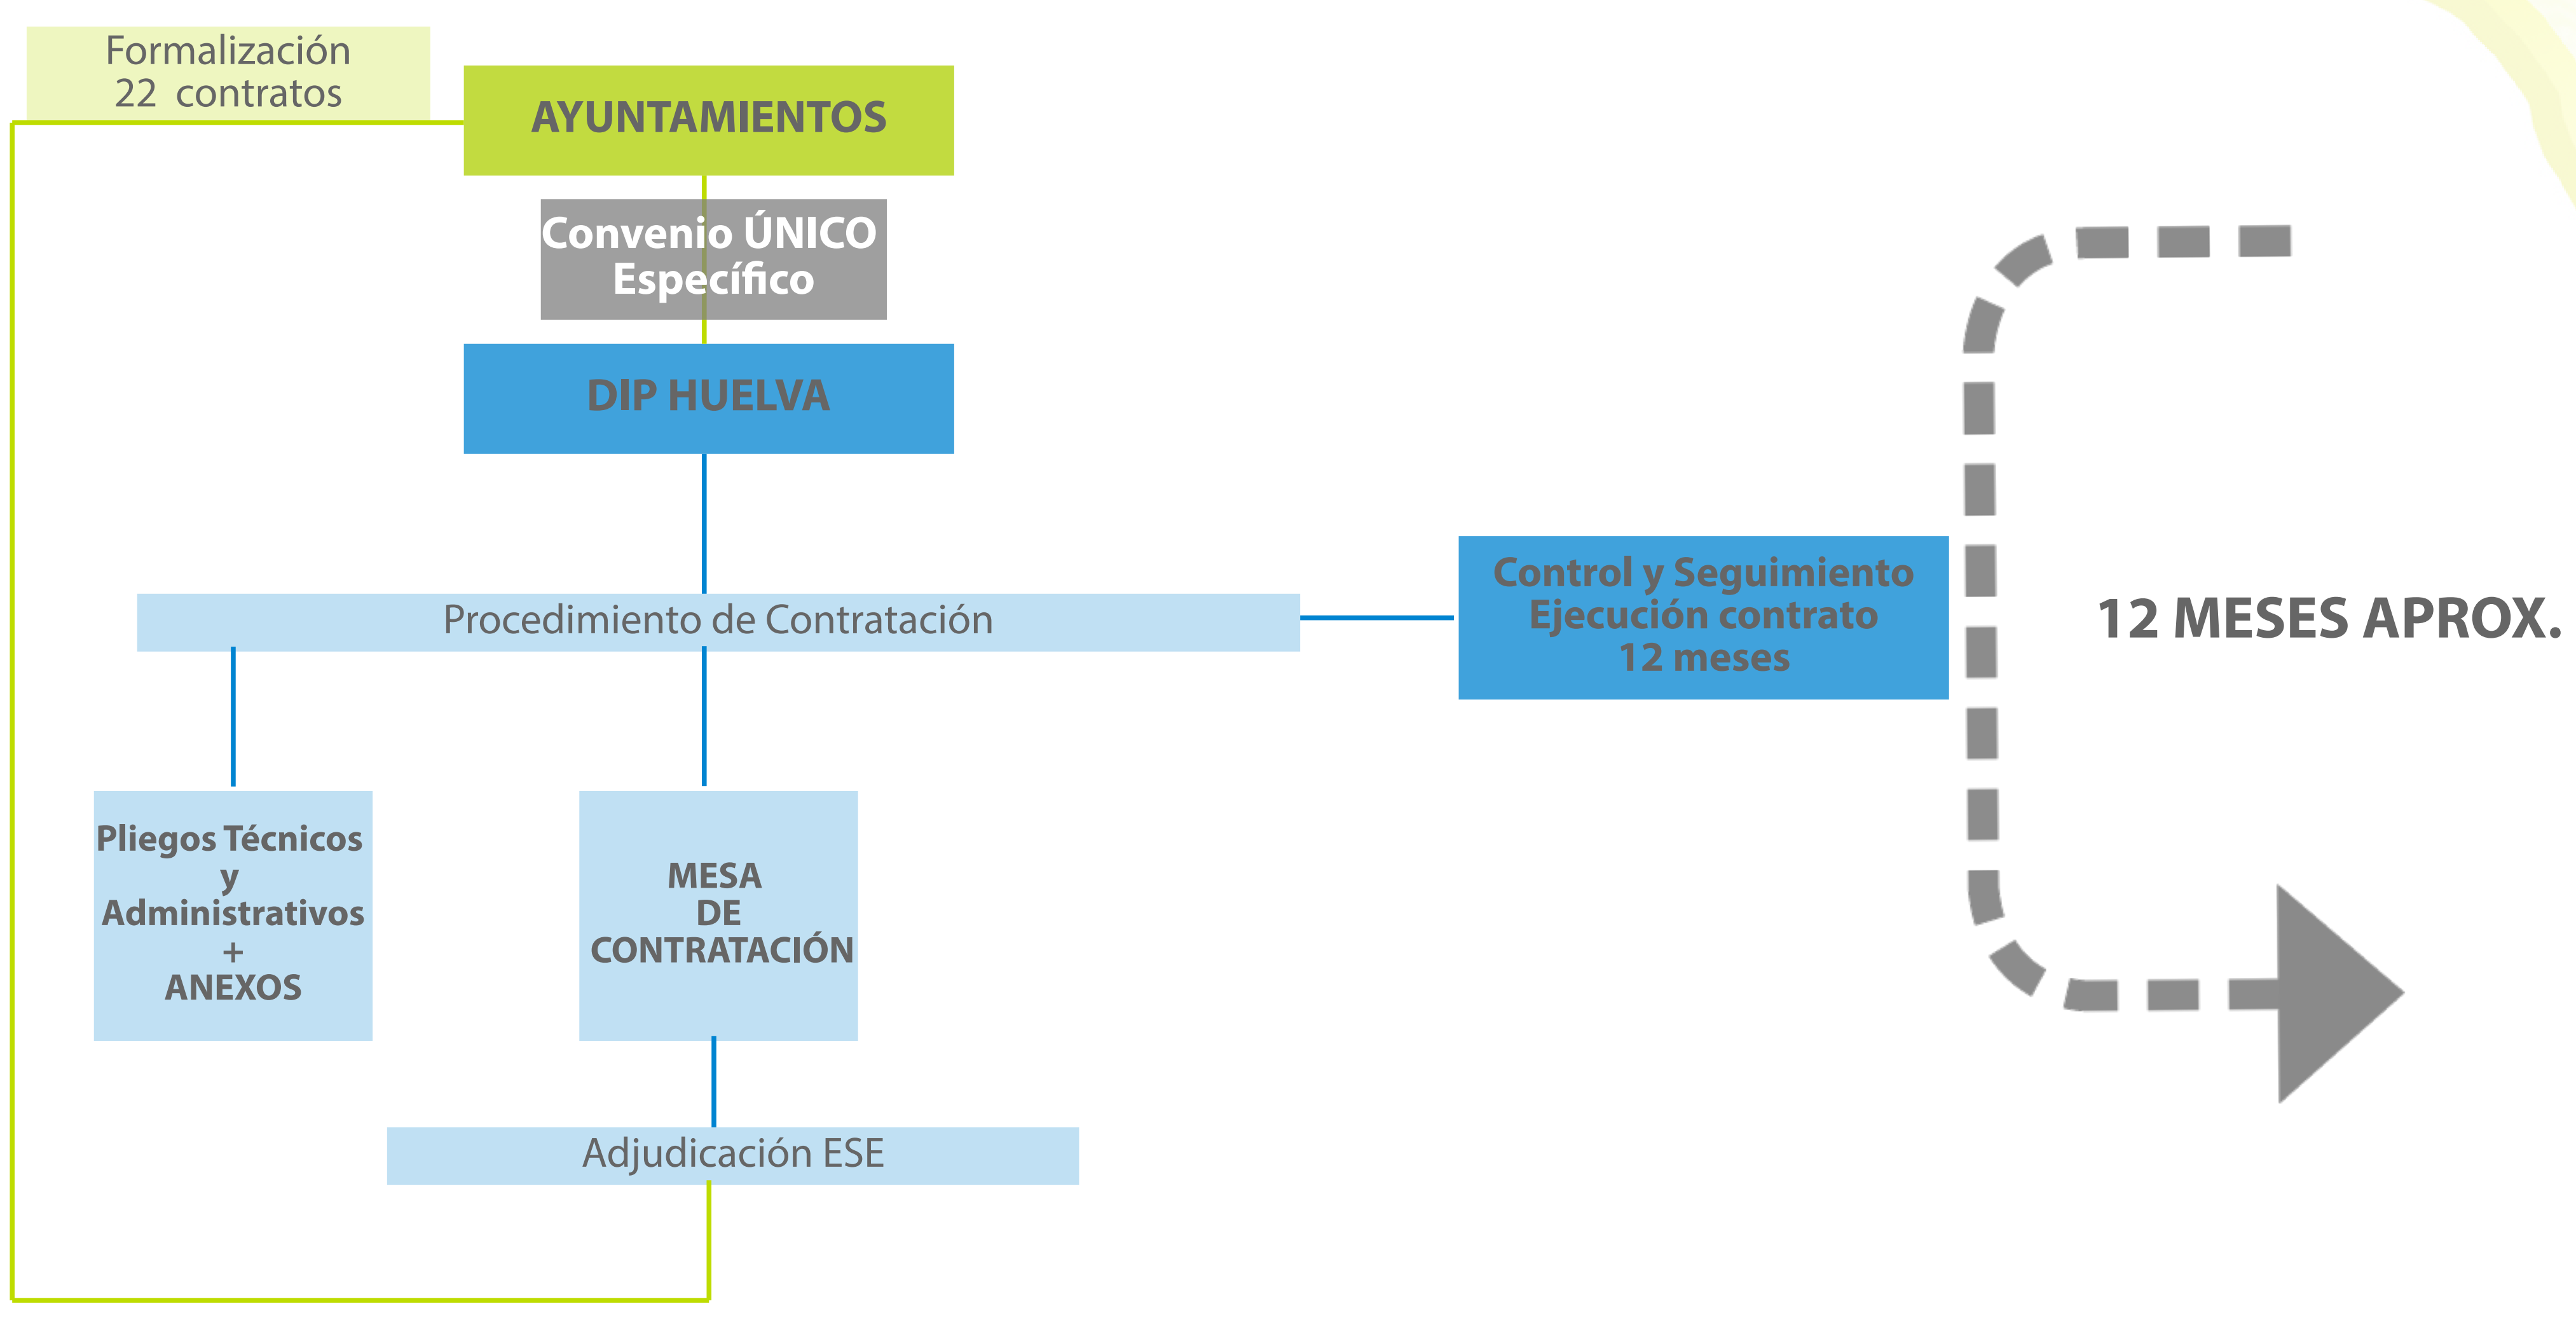 Formalización
22 contratos
AYUNTAMIENTOS
Convenio ÚNICO
Específico
DIP HUELVA
Procedimiento de Contratación
Control y Seguimiento
Ejecución contrato
12 meses
12 MESES APROX.
Pliegos Técnicos
y
Administrativos
+
ANEXOS
MESA
DE
CONTRATACIÓN
Adjudicación ESE